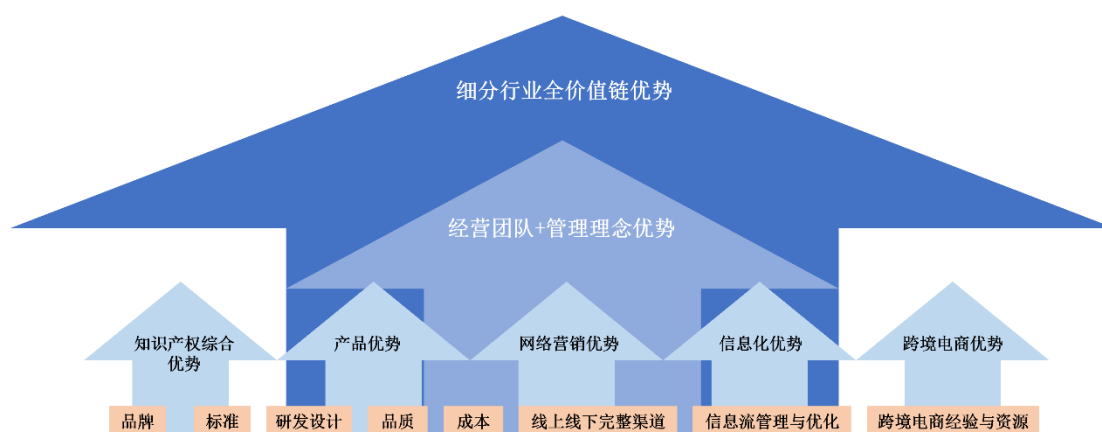 细分行业全价值链优势
经营团队+管理理念优势
知识产权综合
优势
产品优势
网络营销优势
信息化优势
跨境电商优势
品牌
标准
研发设计
品质
成本
线上线下完整渠道
信息流管理与优化
跨境电商经验与资源